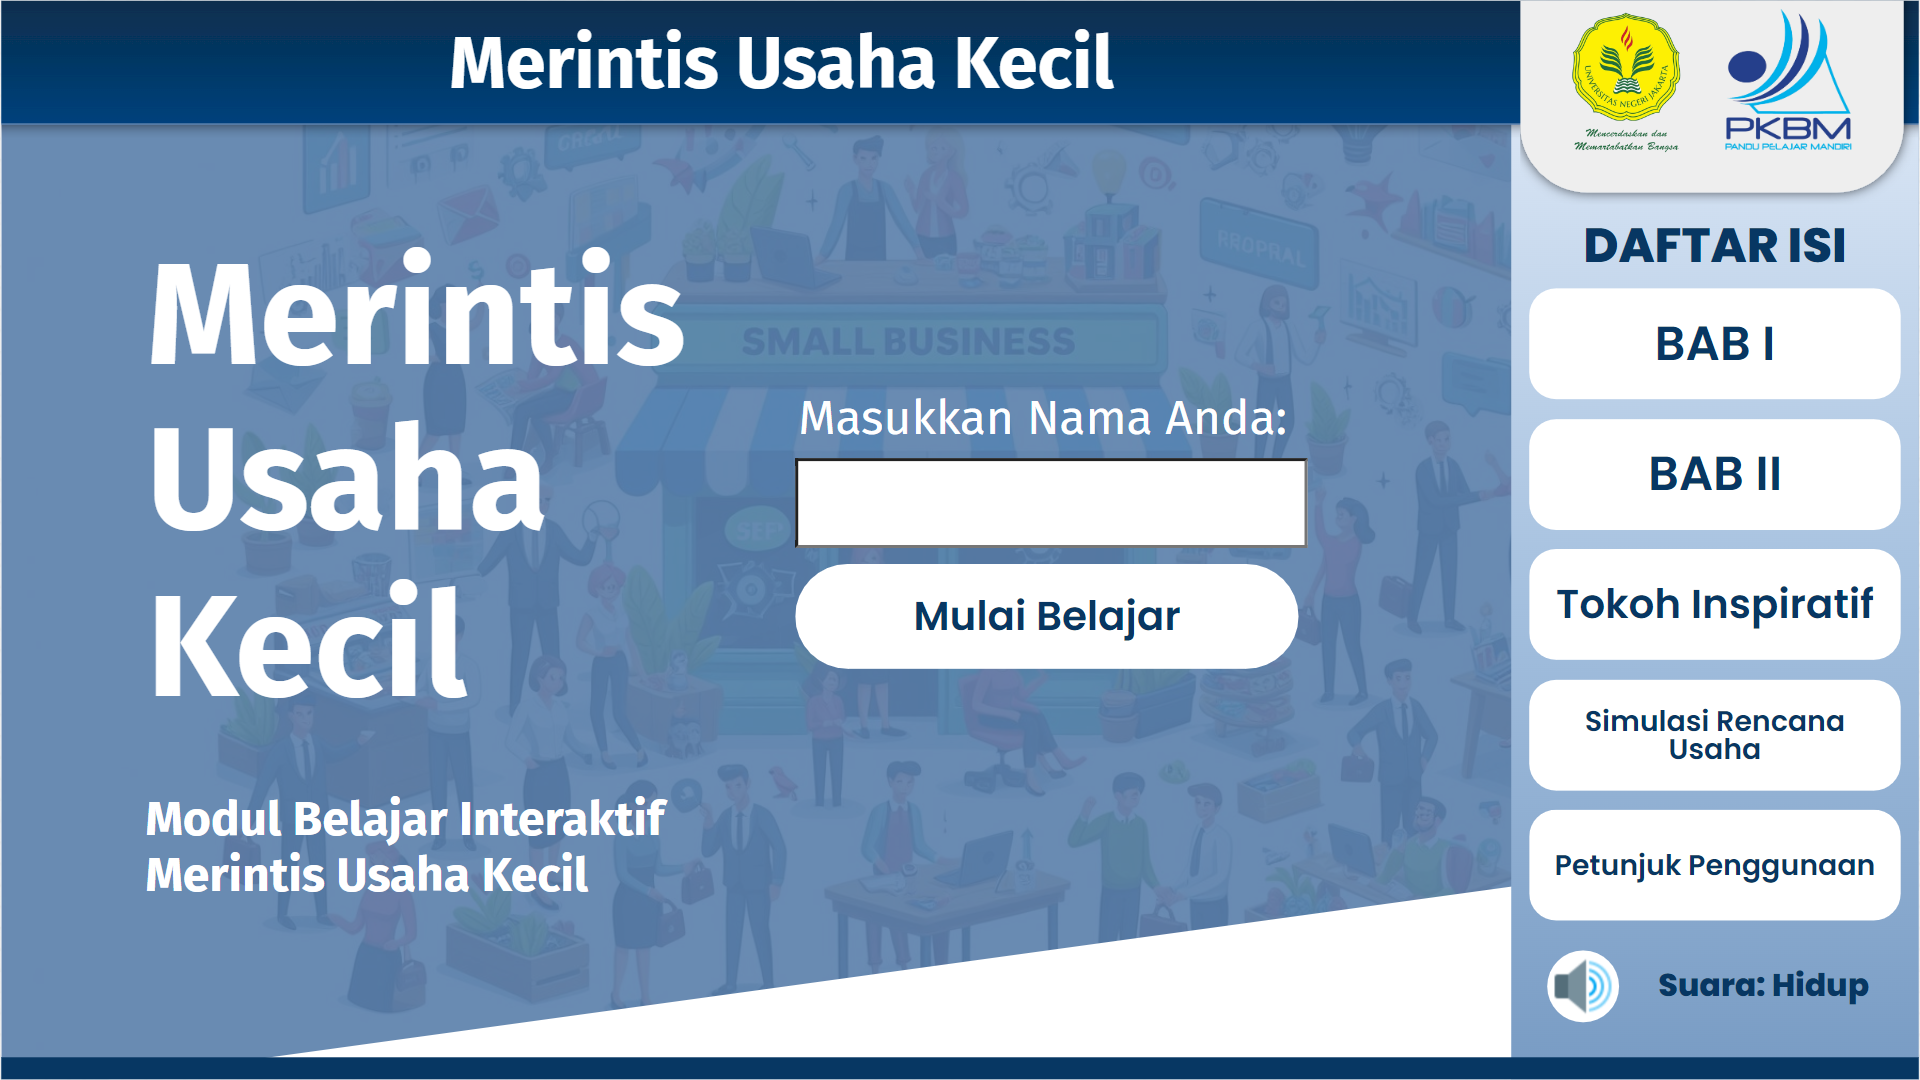 Merintis Usaha Kecil
UNIVERSITAS NEGERI JAKARTA
Mencerdaskan dan
Memartabatkan Bangsa
PKBM
PANDU PELAJAR MANDIRI
Merintis
Usaha
Kecil
Modul Belajar Interaktif
Merintis Usaha Kecil
SMALL BUSINESS
RROPRAL
Masukkan Nama Anda:
Mulai Belajar
DAFTAR ISI
BAB I
BAB II
Tokoh Inspiratif
Simulasi Rencana
Usaha
Petunjuk Penggunaan
Suara: Hidup